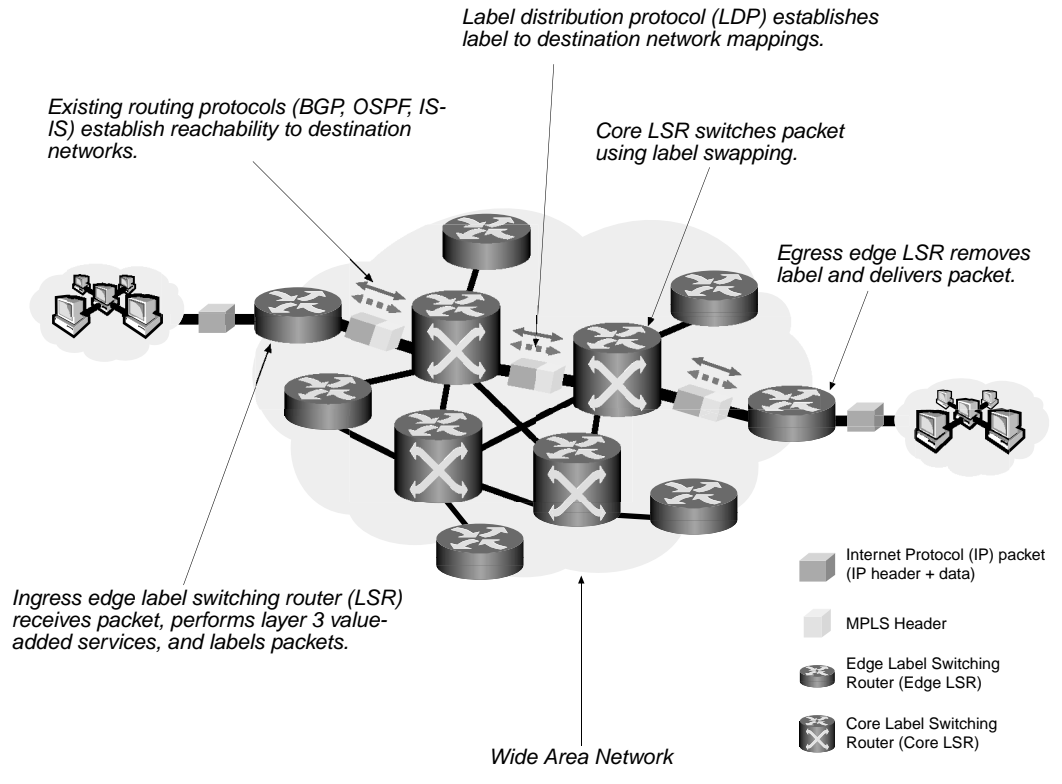 Label distribution protocol (LDP) establishes
label to destination network mappings.
Existing routing protocols (BGP, OSPF, IS-
IS) establish reachability to destination
networks.
Core LSR switches packet
using label swapping.
Egress edge LSR removes
label and delivers packet.
Ingress edge label switching router (LSR)
receives packet, performs layer 3 value-
added services, and labels packets.
Internet Protocol (IP) packet
(IP header + data)
MPLS Header
Edge Label Switching
Router (Edge LSR)
Core Label Switching
Router (Core LSR)
Wide Area Network